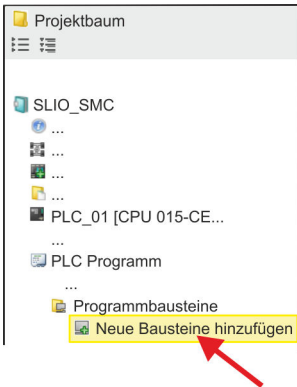 Projektbaum
SLIO_SMC
...
...
...
...
PLC_01 [CPU 015-CE...
...
PLC Programm
...
Programmbausteine
Neue Bausteine hinzufügen